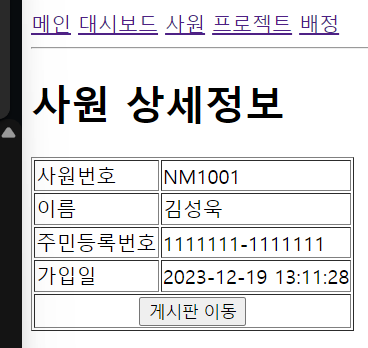 메인 대시보드 사원 프로젝트 배정
사원 상세정보
사원번호 NM1001
이름 김성욱
주민등록번호 1111111-1111111
가입일 2023-12-19 13:11:28
게시판 이동